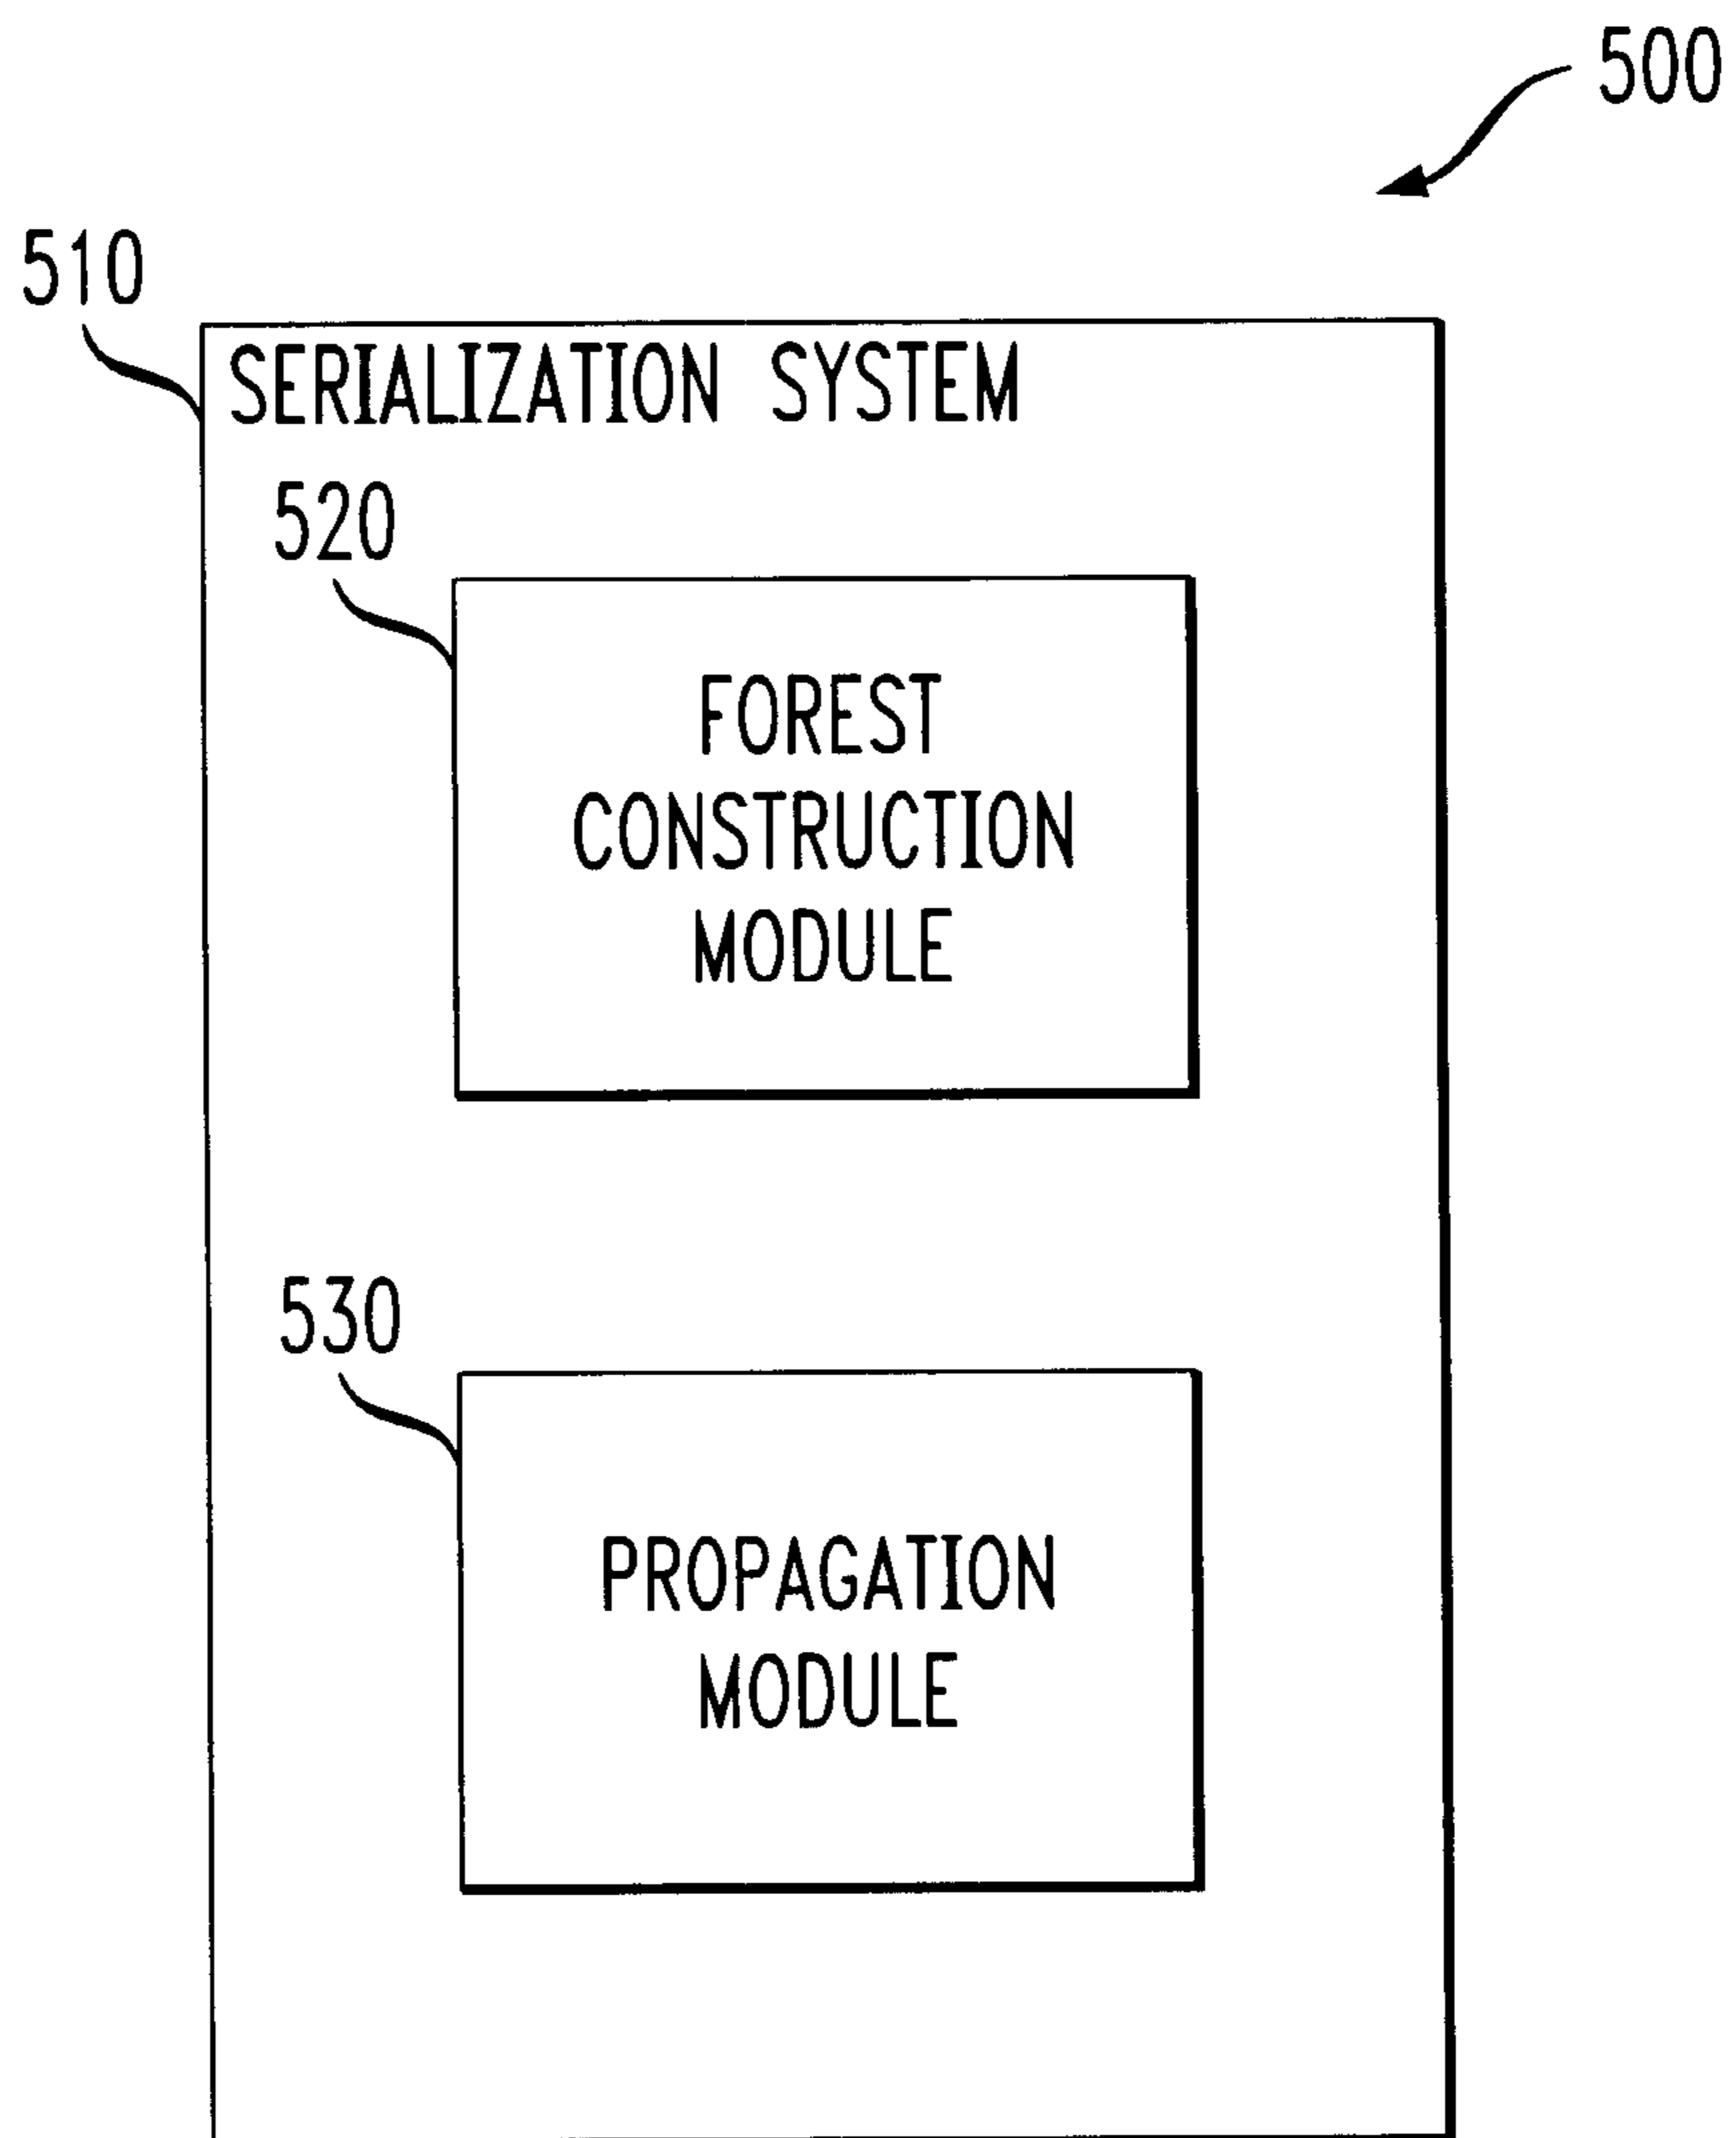 500
510
SERIALIZATION SYSTEM
520
FOREST
CONSTRUCTION
MODULE
530
PROPAGATION
MODULE